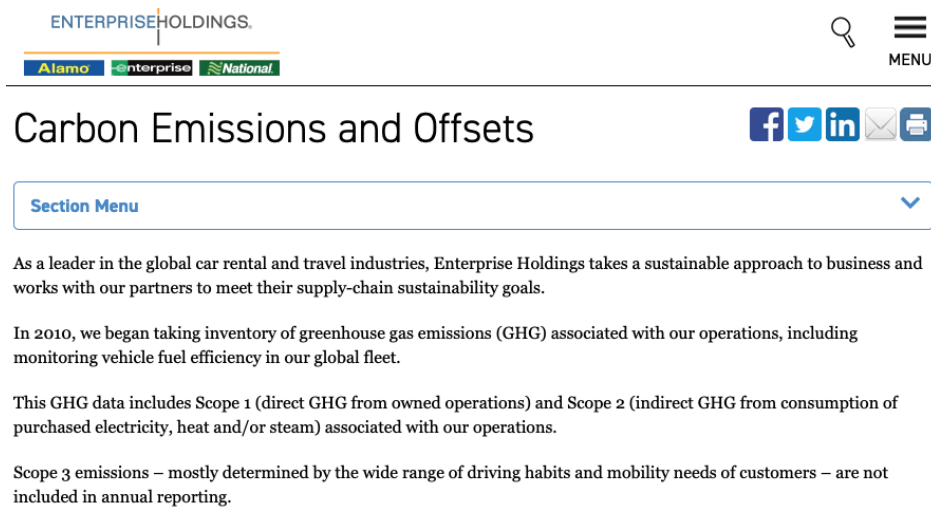 ENTERPRISEHOLDINGS.
Alamo enterprise National.
MENU
Carbon Emissions and Offsets
Section Menu
As a leader in the global car rental and travel industries, Enterprise Holdings takes a sustainable approach to business and
works with our partners to meet their supply-chain sustainability goals.
In 2010, we began taking inventory of greenhouse gas emissions (GHG) associated with our operations, including
monitoring vehicle fuel efficiency in our global fleet.
This GHG data includes Scope 1 (direct GHG from owned operations) and Scope 2 (indirect GHG from consumption of
purchased electricity, heat and/or steam) associated with our operations.
Scope 3 emissions – mostly determined by the wide range of driving habits and mobility needs of customers – are not
included in annual reporting.